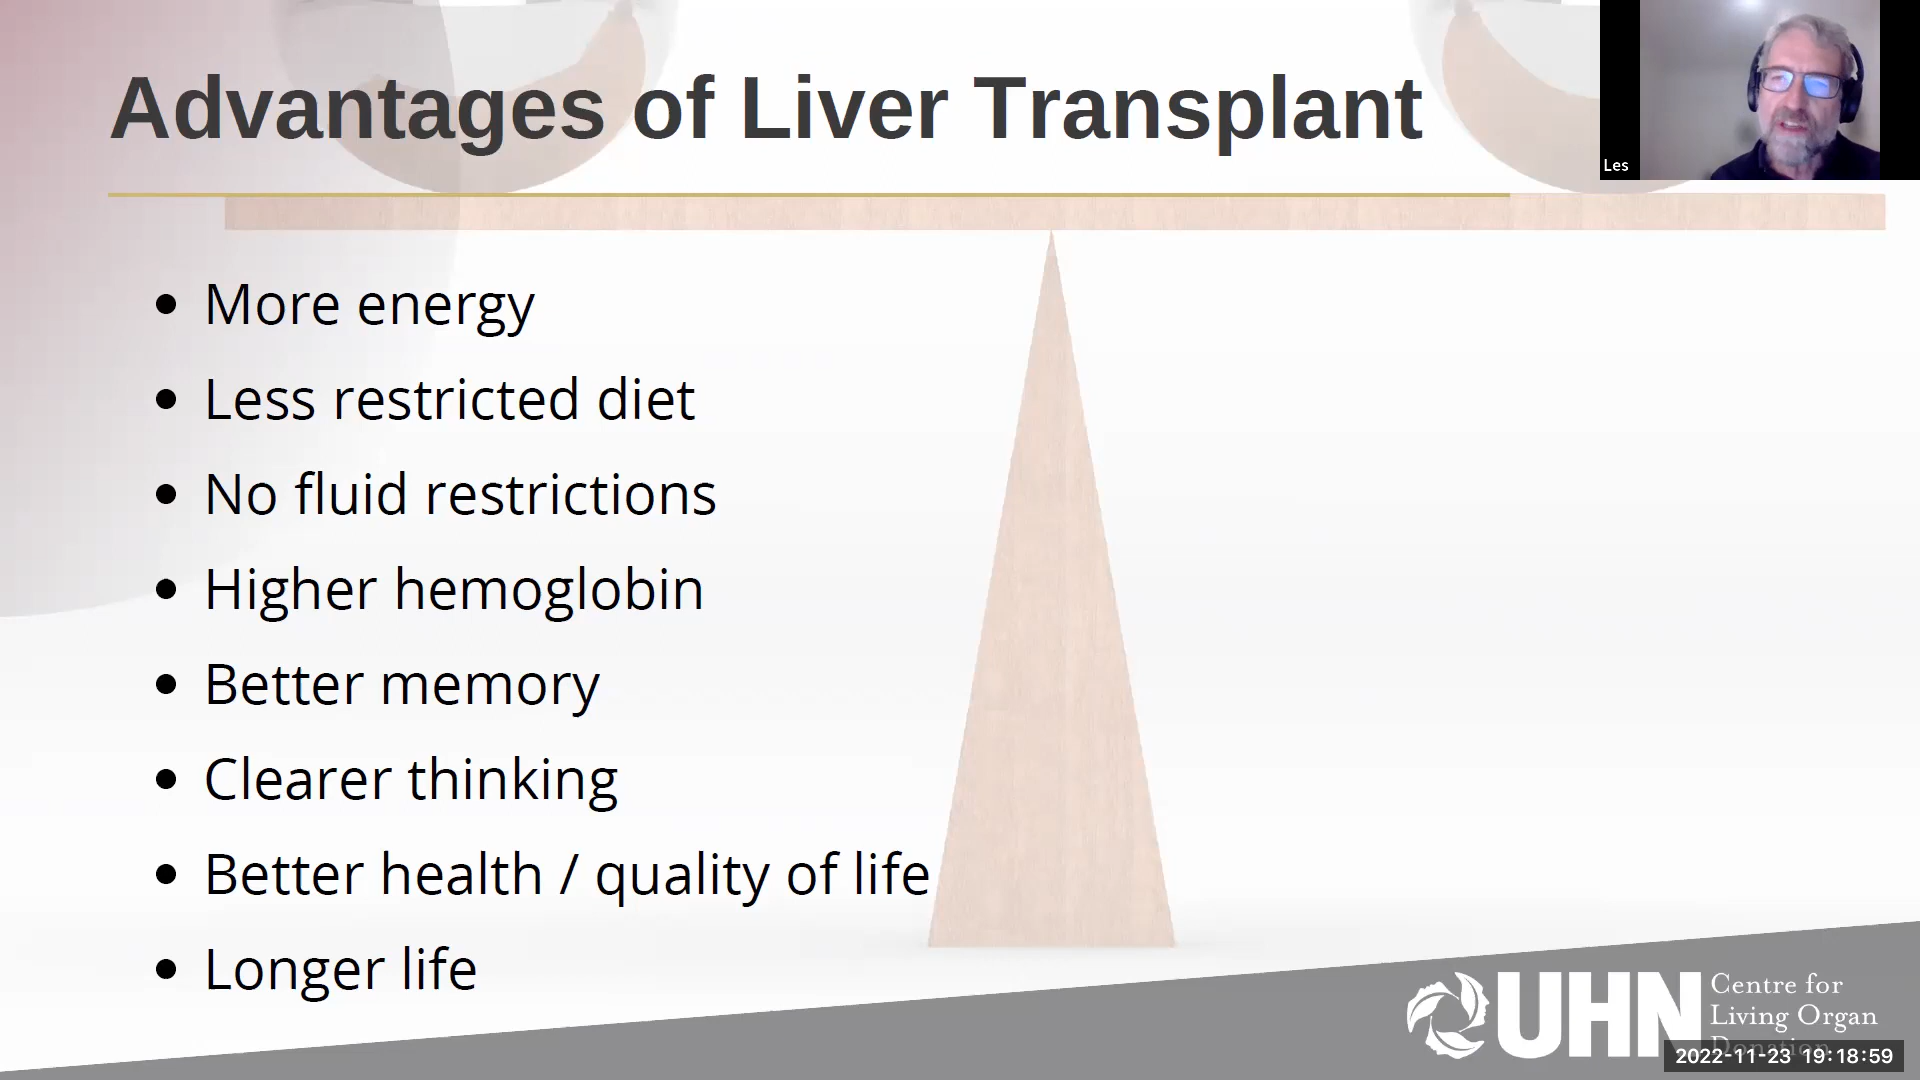 Advantages of Liver Transplant
Les
More energy
Less restricted diet
No fluid restrictions
Higher hemoglobin
Better memory
Clearer thinking
Better health / quality of life
Longer life
UHN
Centre for
Living Organ
Donation
2022-11-23 19:18:59